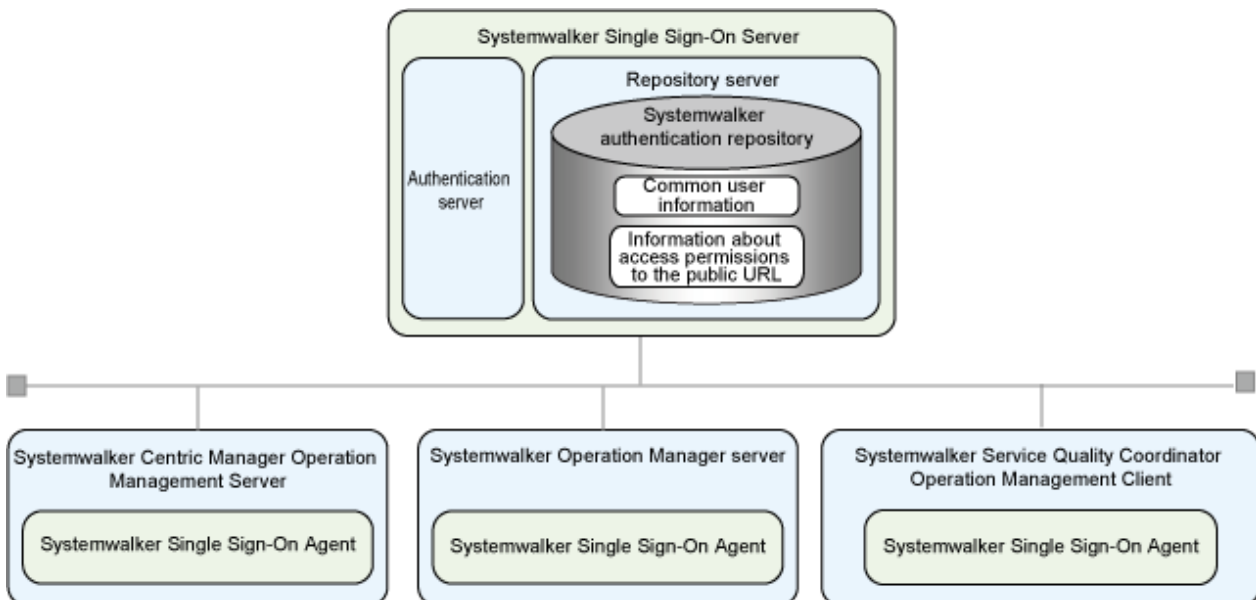 Systemwalker Single Sign-On Server
Authentication
server
Repository server
Systemwalker
authentication repository
Common user
information
Information about
access permissions
to the public URL
Systemwalker Centric Manager Operation
Management Server
Systemwalker Single Sign-On Agent
Systemwalker Operation Manager server
Systemwalker Single Sign-On Agent
Systemwalker Service Quality Coordinator
Operation Management Client
Systemwalker Single Sign-On Agent